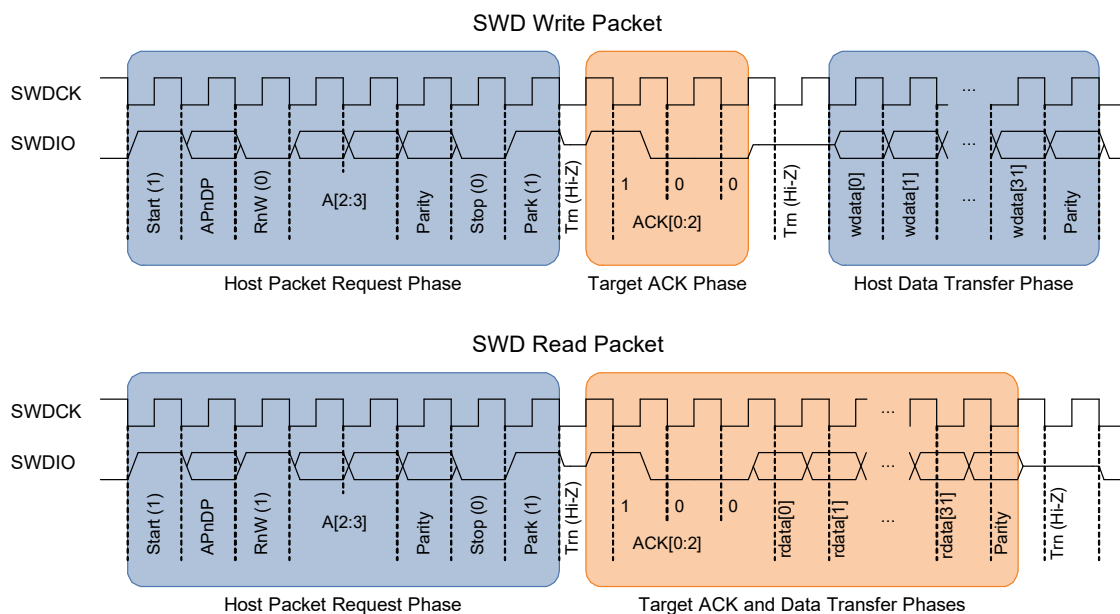 SWD Write Packet
SWDCK
...
SWDIO
...
Start (1)
APnDP
RnW (0)
A[2:3]
Parity
Stop (0)
Park (1)
Trn (Hi-Z)
1
0
0
ACK[0:2]
Trn (Hi-Z)
wdata[0]
wdata[1]
wdata[31]
Parity
Host Packet Request Phase
Target ACK Phase
Host Data Transfer Phase
SWD Read Packet
SWDCK
...
SWDIO
...
Start (1)
APnDP
RnW (1)
A[2:3]
Parity
Stop (0)
Park (1)
Trn (Hi-Z)
1
0
0
ACK[0:2]
rdata[0]
rdata[1]
...
rdata[31]
Parity
Trn (Hi-Z)
Host Packet Request Phase
Target ACK and Data Transfer Phases